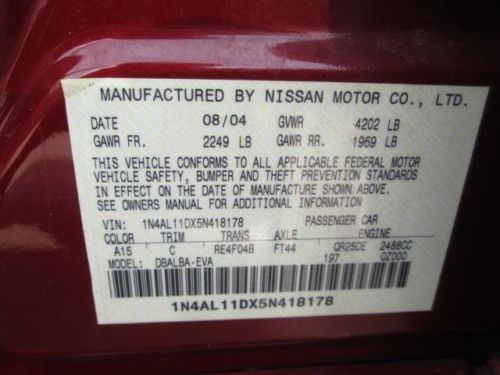 MANUFACTURED BY NISSAN MOTOR CO., LTD.
DATE 08/04 GVWR 4202 LB
GAWR FR. 2249 LB GAWR RR. 1969 LB
THIS VEHICLE CONFORMS TO ALL APPLICABLE FEDERAL MOTOR
VEHICLE SAFETY, BUMPER AND THEFT PREVENTION STANDARDS
IN EFFECT ON THE DATE OF MANUFACTURE SHOWN ABOVE.
SEE OWNERS MANUAL FOR ADDITIONAL INFORMATION
VIN: 1N4AL11DX5N418178 PASSENGER CAR
COLOR TRIM TRANS AXLE ENGINE
A15 C RE4F04B FT44 QR25DE 2488CC
MODEL: DBALBA-EVA 197 0Z000
1N4AL11DX5N418178